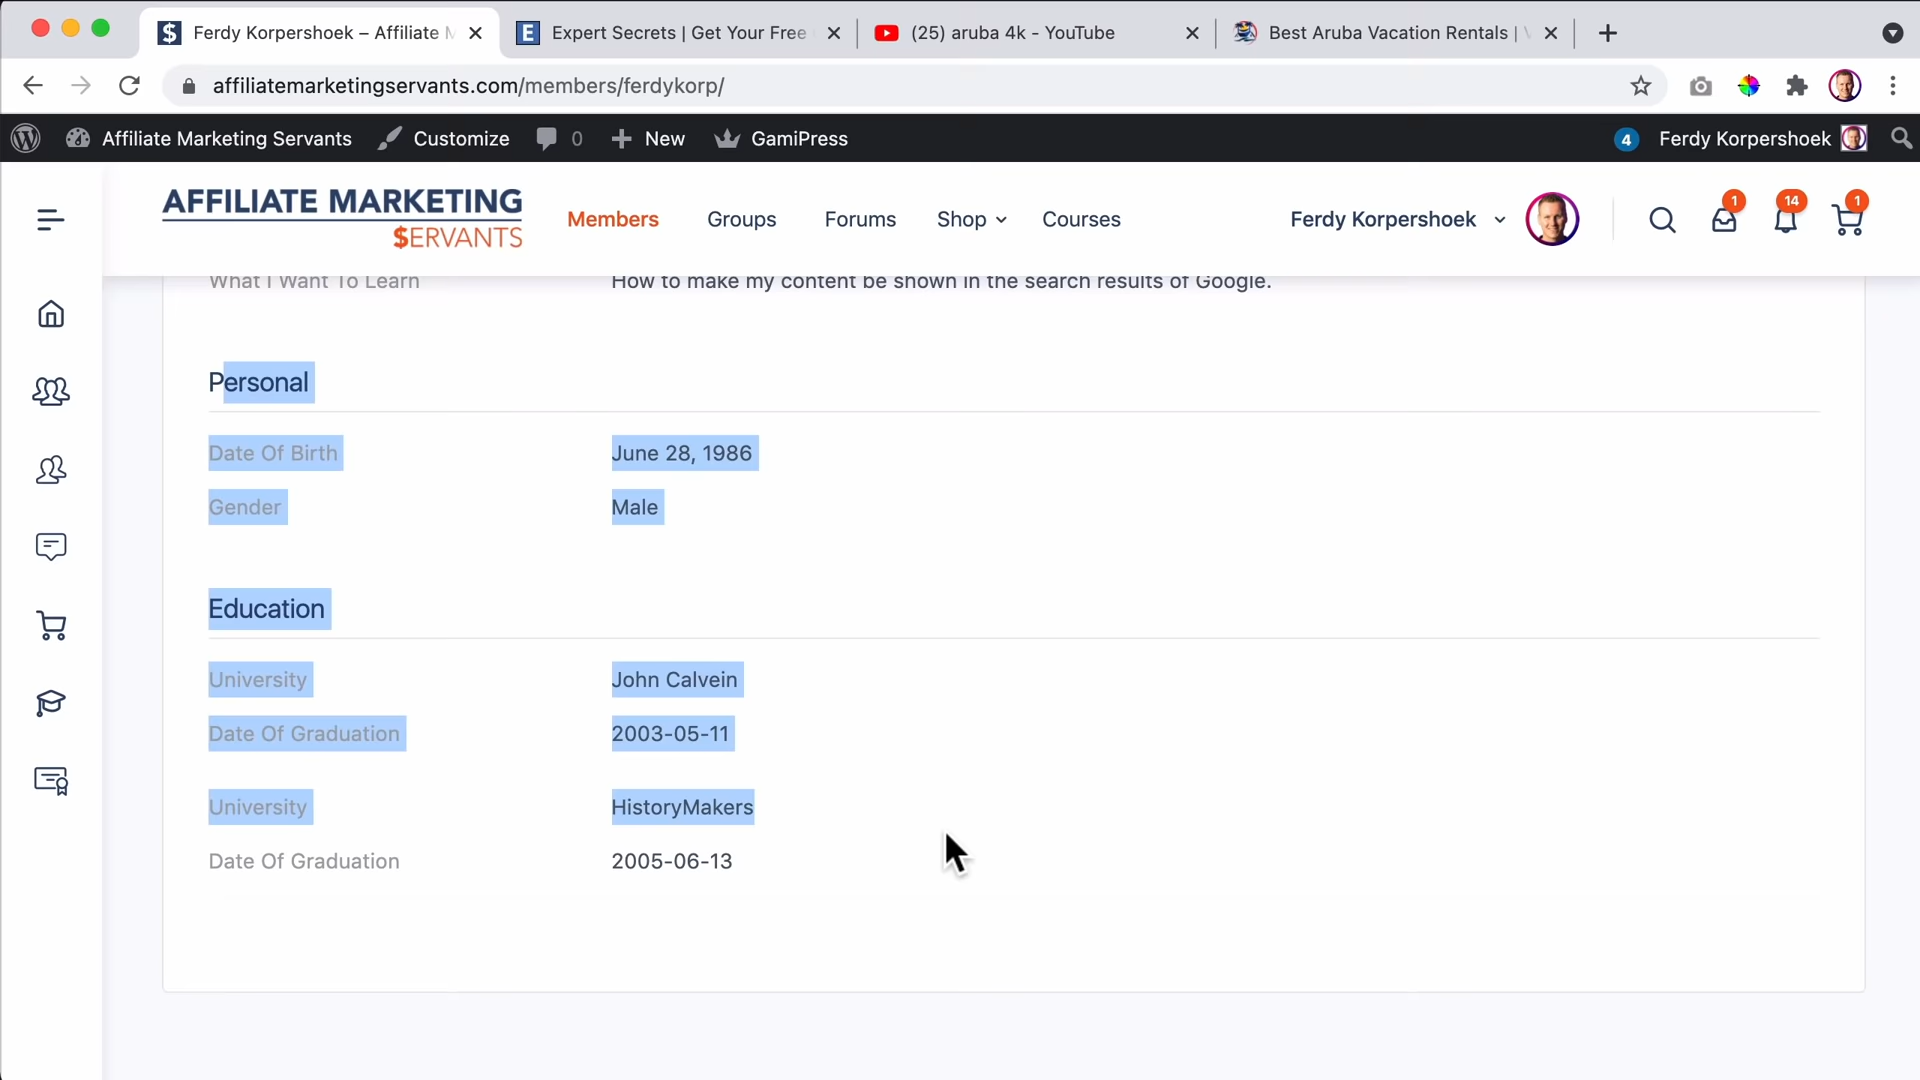 $ Ferdy Korpershoek – Affiliate M
E Expert Secrets | Get Your Free
(25) aruba 4k - YouTube
Best Aruba Vacation Rentals |
affiliatemarketingservants.com/members/ferdykorp/
Affiliate Marketing Servants
Customize
0
New
GamiPress
4
Ferdy Korpershoek
AFFILIATE MARKETING
$ERVANTS
Members
Groups
Forums
Shop
Courses
Ferdy Korpershoek
1
14
1
What I Want To Learn
How to make my content be shown in the search results of Google.
Personal
Date Of Birth
June 28, 1986
Gender
Male
Education
University
John Calvein
Date Of Graduation
2003-05-11
University
HistoryMakers
Date Of Graduation
2005-06-13